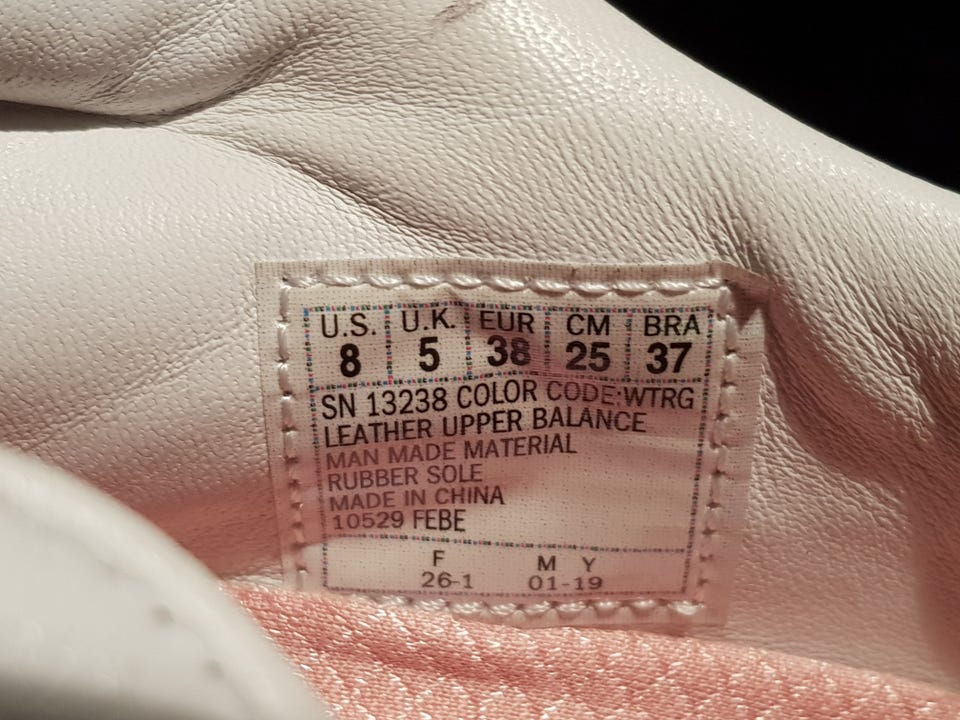 U.S. U.K. EUR CM BRA
8 5 38 25 37
SN 13238 COLOR CODE:WTRG
LEATHER UPPER BALANCE
MAN MADE MATERIAL
RUBBER SOLE
MADE IN CHINA
10529 FEBE
F M Y
26-1 01-19